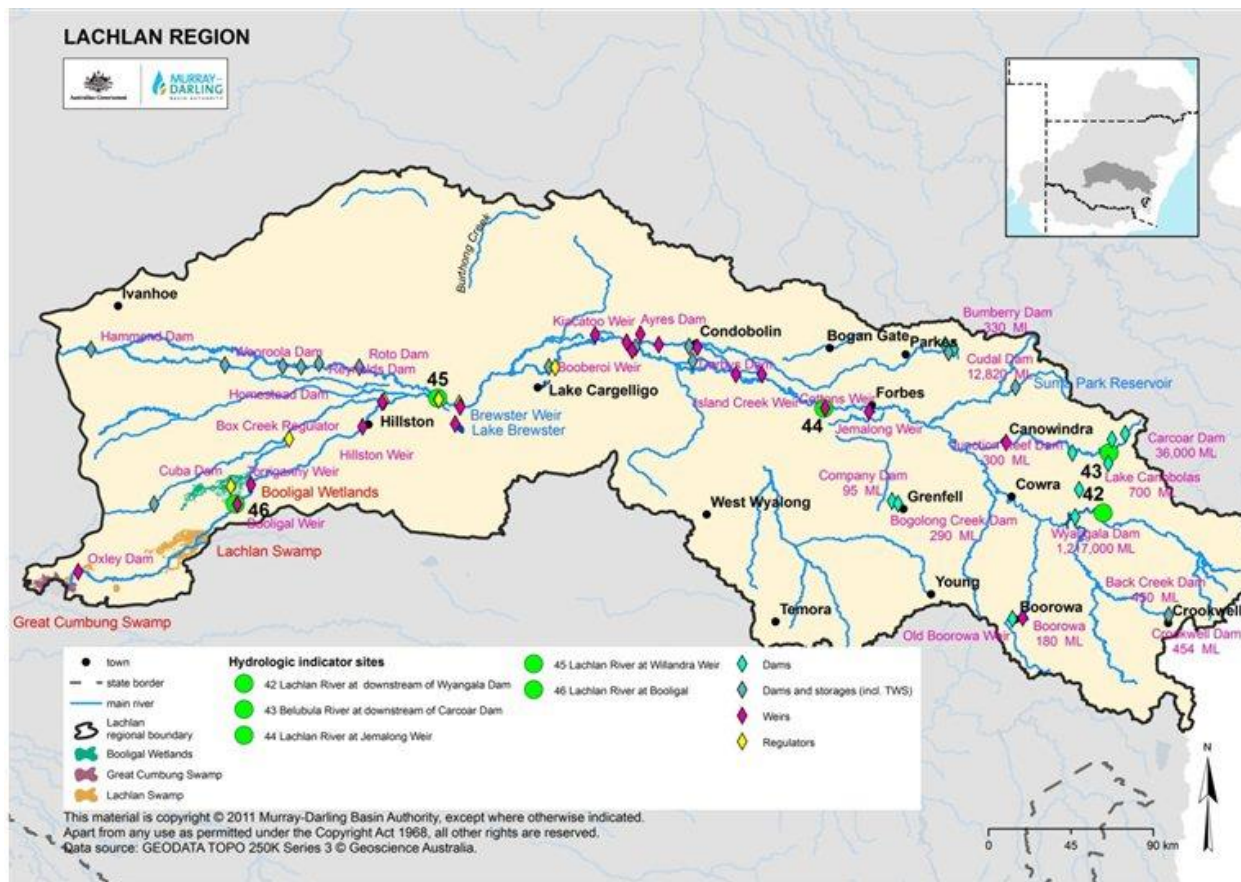 LACHLAN REGION
Australian Government
MURRAY–DARLING
BASIN AUTHORITY
Burthong Creek
Ivanhoe
Hammond Dam
Wooroola Dam
Roto Dam
Reynolds Dam
Homestead Dam
45
Kiacatoo Weir
Ayres Dam
Condobolin
Booberoi Weir
Lake Cargelligo
Brewster Weir
Lake Brewster
Hillston
Hillston Weir
Box Creek Regulator
Cuba Dam
Torriganny Weir
Booligal Wetlands
46
Booligal Weir
Lachlan Swamp
Oxley Dam
Great Cumbung Swamp
Bogan Gate
Parkes
Bumberry Dam
330 ML
Cudal Dam
12,820 ML
Suma Park Reservoir
Island Creek Weir
Cottons Weir
Forbes
44
Jemalong Weir
Canowindra
300 ML
Carcoar Dam
36,000 ML
43
Lake Canobolas
700 ML
Company Dam
95 ML
Grenfell
Cowra
42
West Wyalong
Bogolong Creek Dam
290 ML
Wyangala Dam
1,217,000 ML
Young
Temora
Back Creek Dam
450 ML
Boorowa
Crookwell
Old Boorowa Weir
Boorowa
180 ML
Crookwell Dam
454 ML
town
state border
main river
Lachlan
regional boundary
Booligal Wetlands
Great Cumbung Swamp
Lachlan Swamp
Hydrologic indicator sites
42 Lachlan River at downstream of Wyangala Dam
43 Belubula River at downstream of Carcoar Dam
44 Lachlan River at Jemalong Weir
45 Lachlan River at Willandra Weir
46 Lachlan River at Booligal
Dams
Dams and storages (incl. TWS)
Weirs
Regulators
N
0 45 90 km
This material is copyright © 2011 Murray-Darling Basin Authority, except where otherwise indicated.
Apart from any use as permitted under the Copyright Act 1968, all other rights are reserved.
Data source: GEODATA TOPO 250K Series 3 © Geoscience Australia.